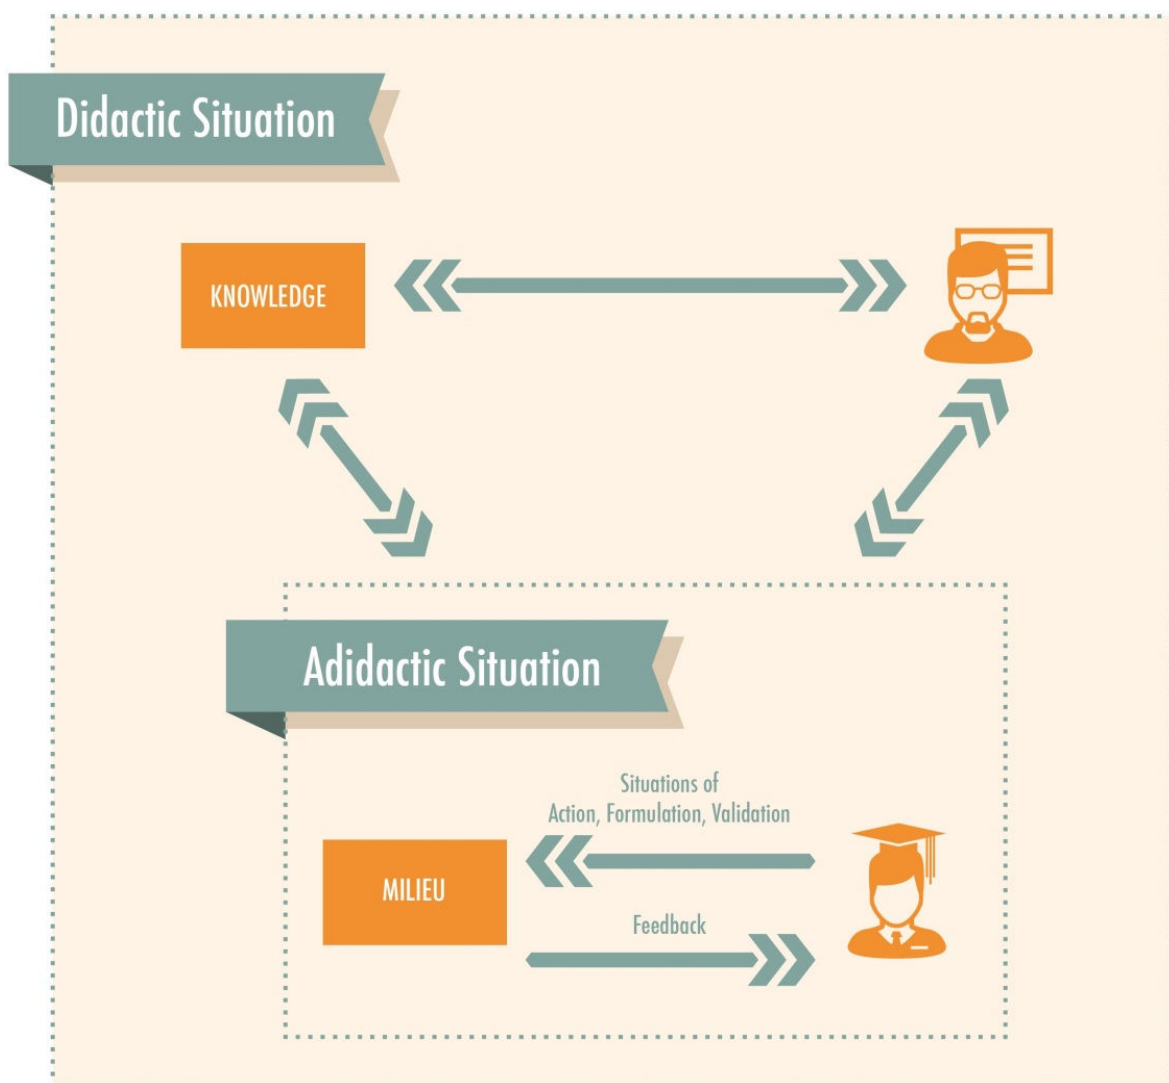 Didactic Situation
KNOWLEDGE
Adidactic Situation
Situations of
Action, Formulation, Validation
MILIEU
Feedback